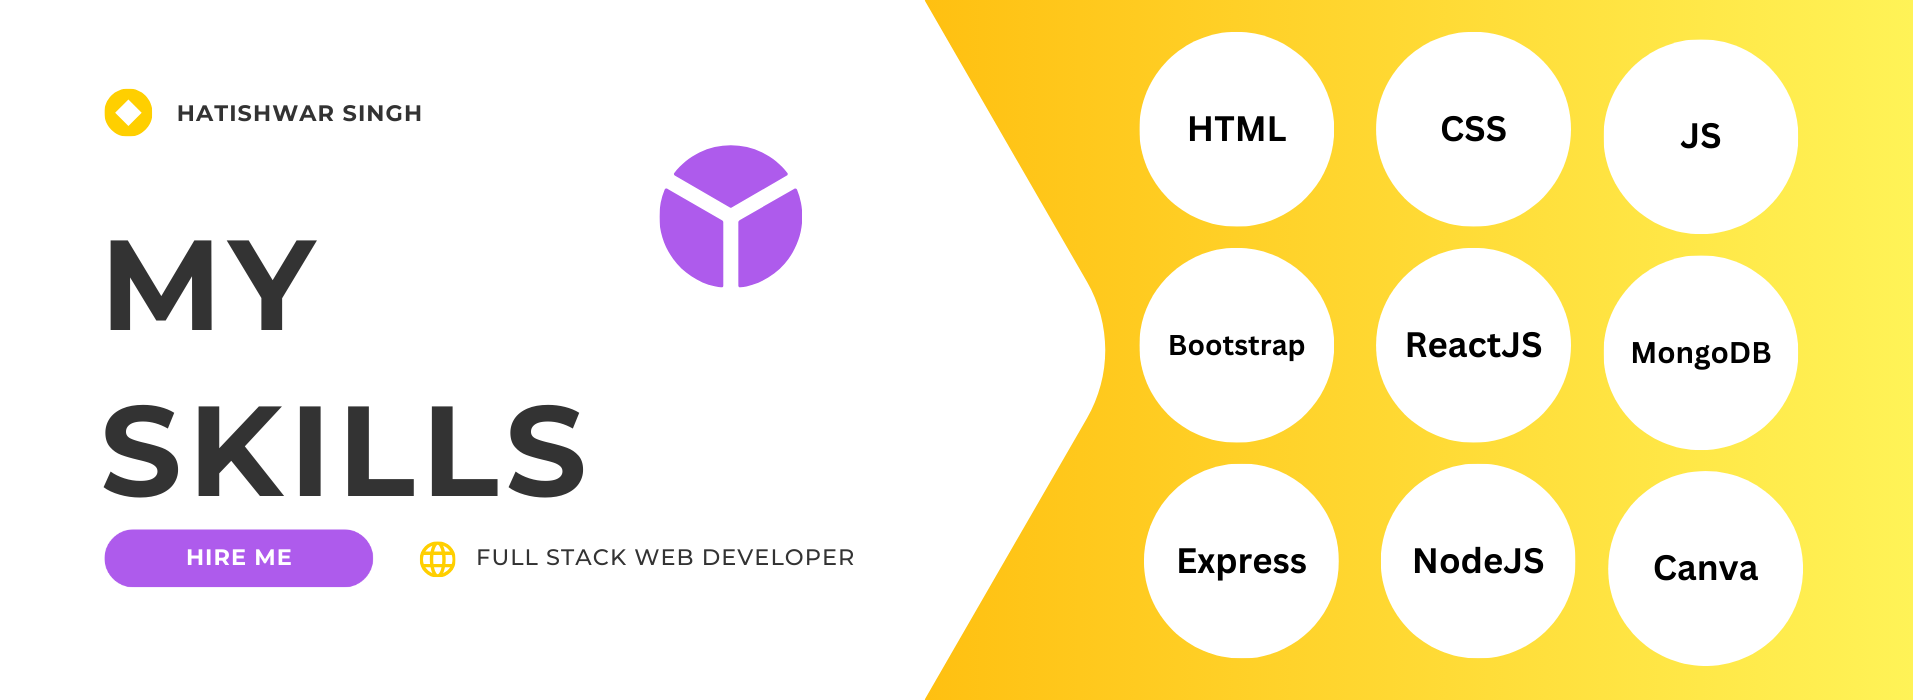 HATISHWAR SINGH
MY
SKILLS
HIRE ME
FULL STACK WEB DEVELOPER
HTML
CSS
JS
Bootstrap
ReactJS
MongoDB
Express
NodeJS
Canva